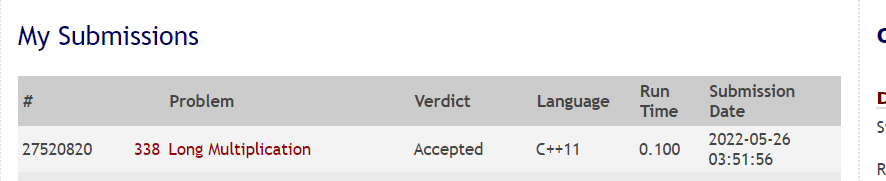 My Submissions
# Problem Verdict Language Run Time Submission Date
27520820 338 Long Multiplication Accepted C++11 0.100 2022-05-26 03:51:56